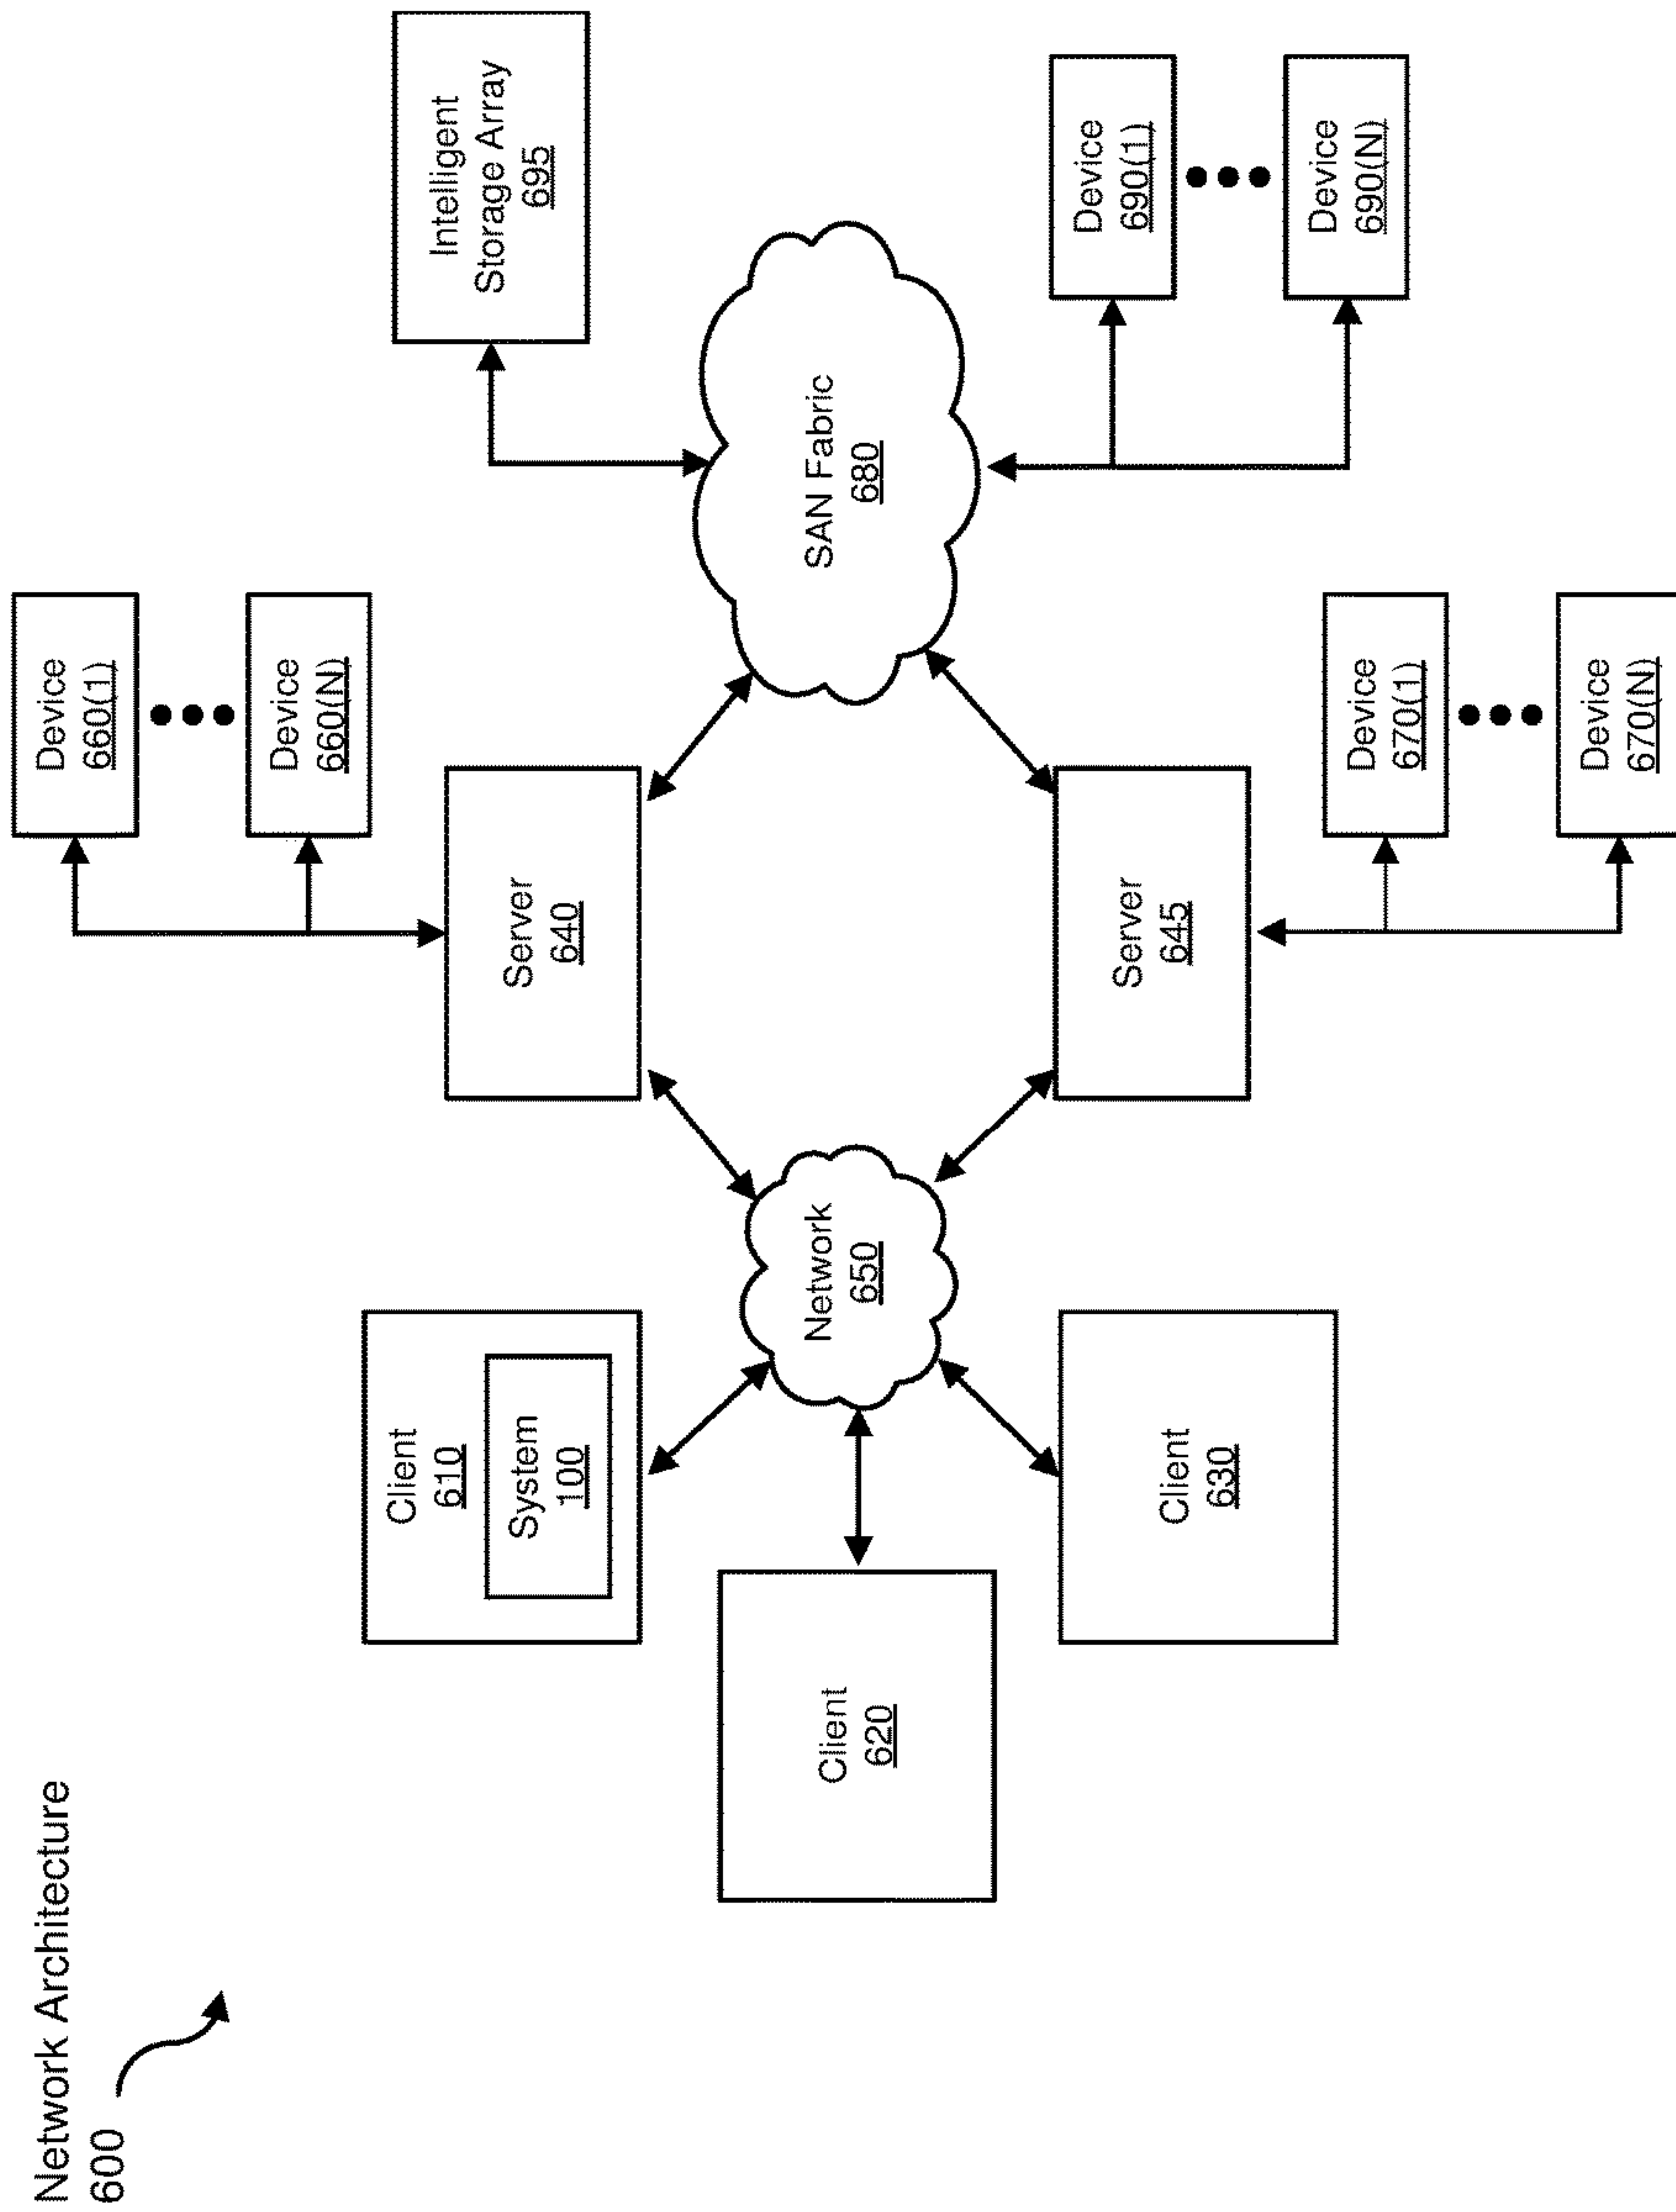 Network Architecture
600
Device
660(1)
Device
660(N)
Intelligent
Storage Array
695
Client
610
System
100
Server
640
Client
620
Network
650
SAN Fabric
680
Client
630
Server
645
Device
690(1)
Device
690(N)
Device
670(1)
Device
670(N)